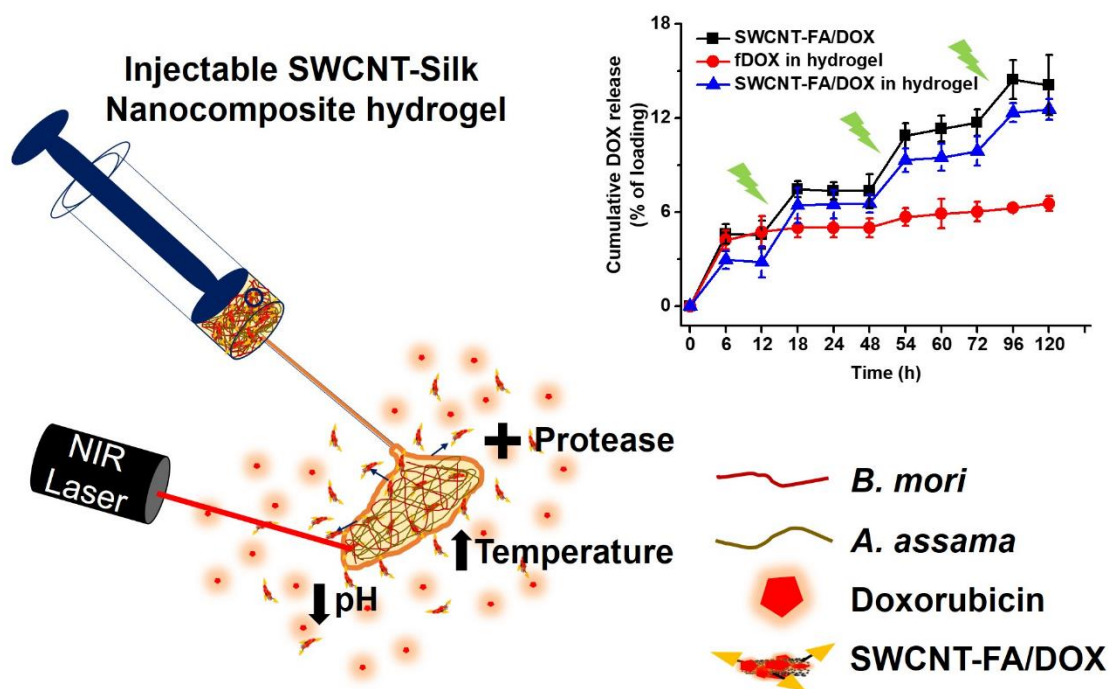 Injectable SWCNT-Silk
Nanocomposite hydrogel
18
12
6
0
Cumulative DOX release
(% of loading)
SWCNT-FA/DOX
fDOX in hydrogel
SWCNT-FA/DOX in hydrogel
0 6 12 18 24 48 54 60 72 96 120
Time (h)
NIR
Laser
+ Protease
Temperature
pH
B. mori
A. assama
Doxorubicin
SWCNT-FA/DOX